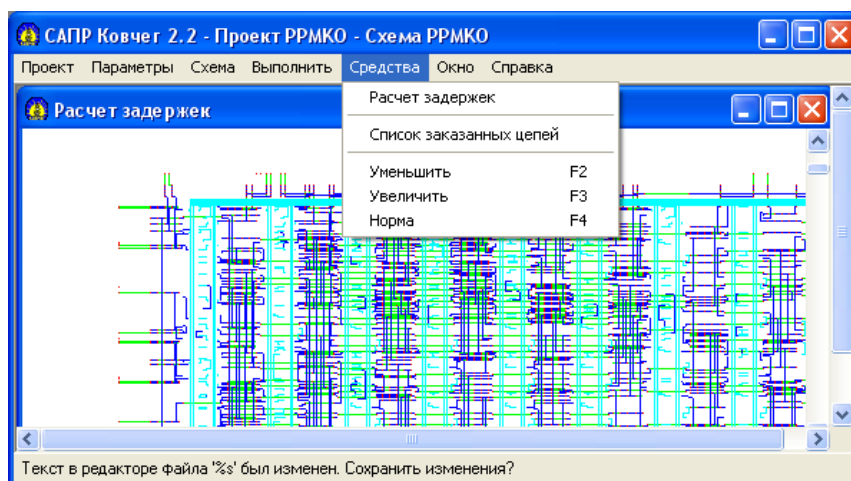 САПР Ковчег 2.2 - Проект РРМКО - Схема РРМКО
Проект Параметры Схема Выполнить Средства Окно Справка
Расчет задержек
Расчет задержек
Список заказанных цепей
Уменьшить F2
Увеличить F3
Норма F4
Текст в редакторе файла '%s' был изменен. Сохранить изменения?